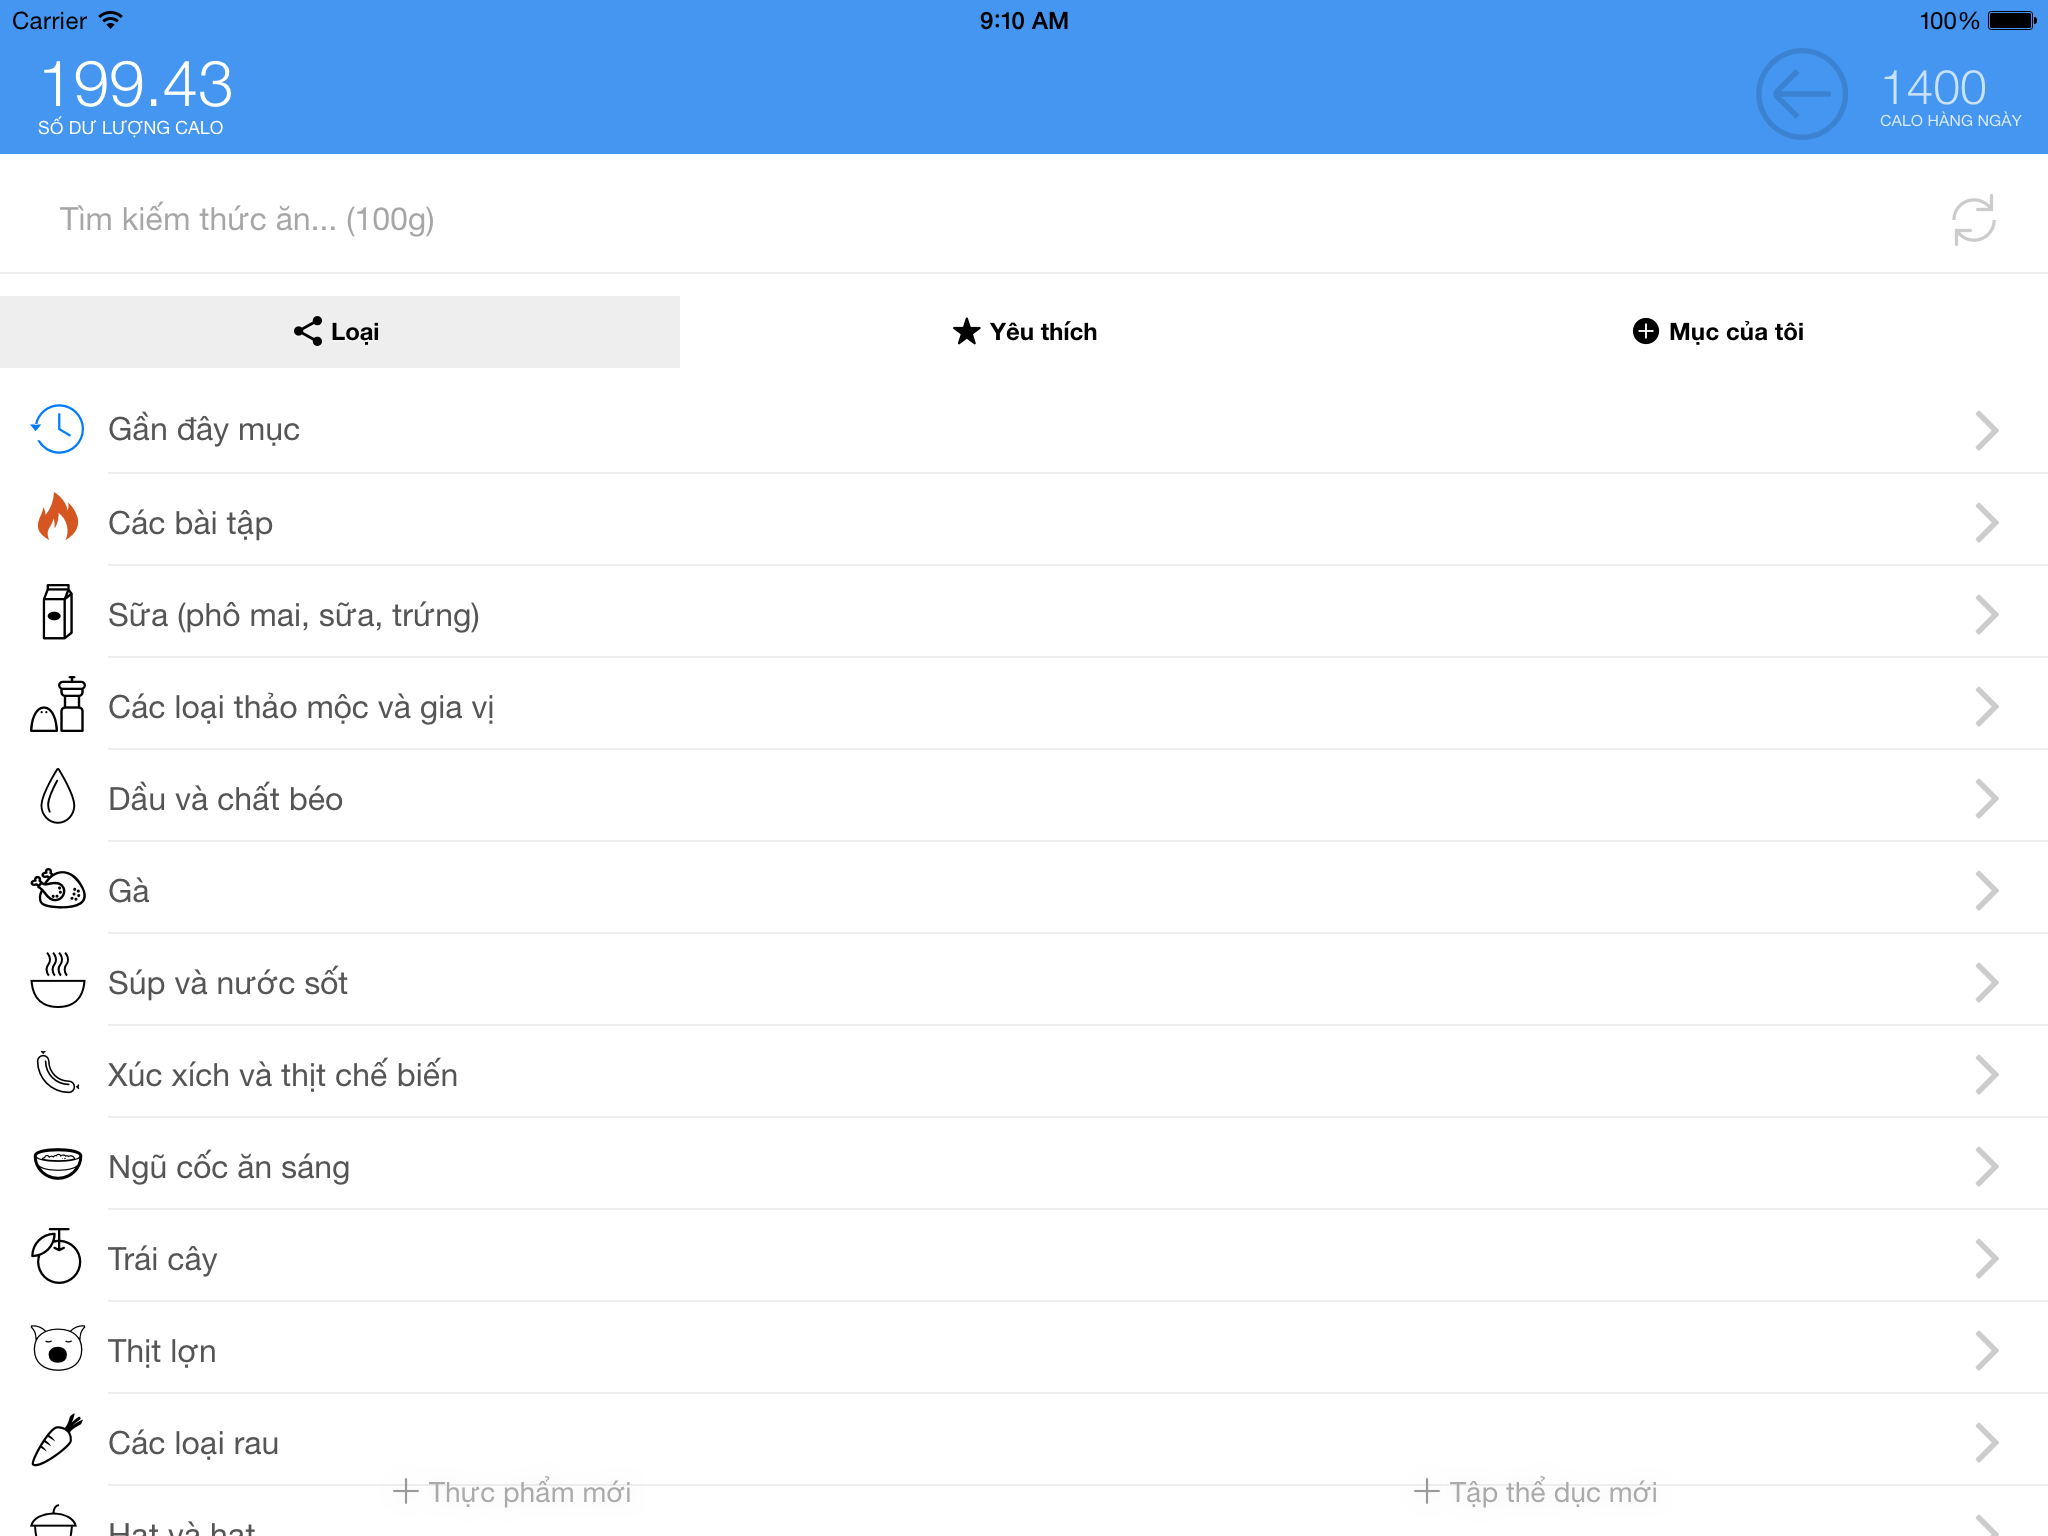 Carrier 9:10 AM 100%
199.43 1400
SỐ DƯ LƯỢNG CALO CALO HÀNG NGÀY
Tìm kiếm thức ăn... (100g)
Loại Yêu thích Mục của tôi
Gần đây mục
Các bài tập
Sữa (phô mai, sữa, trứng)
Các loại thảo mộc và gia vị
Dầu và chất béo
Gà
Súp và nước sốt
Xúc xích và thịt chế biến
Ngũ cốc ăn sáng
Trái cây
Thịt lợn
Các loại rau
Thực phẩm mới Tập thể dục mới